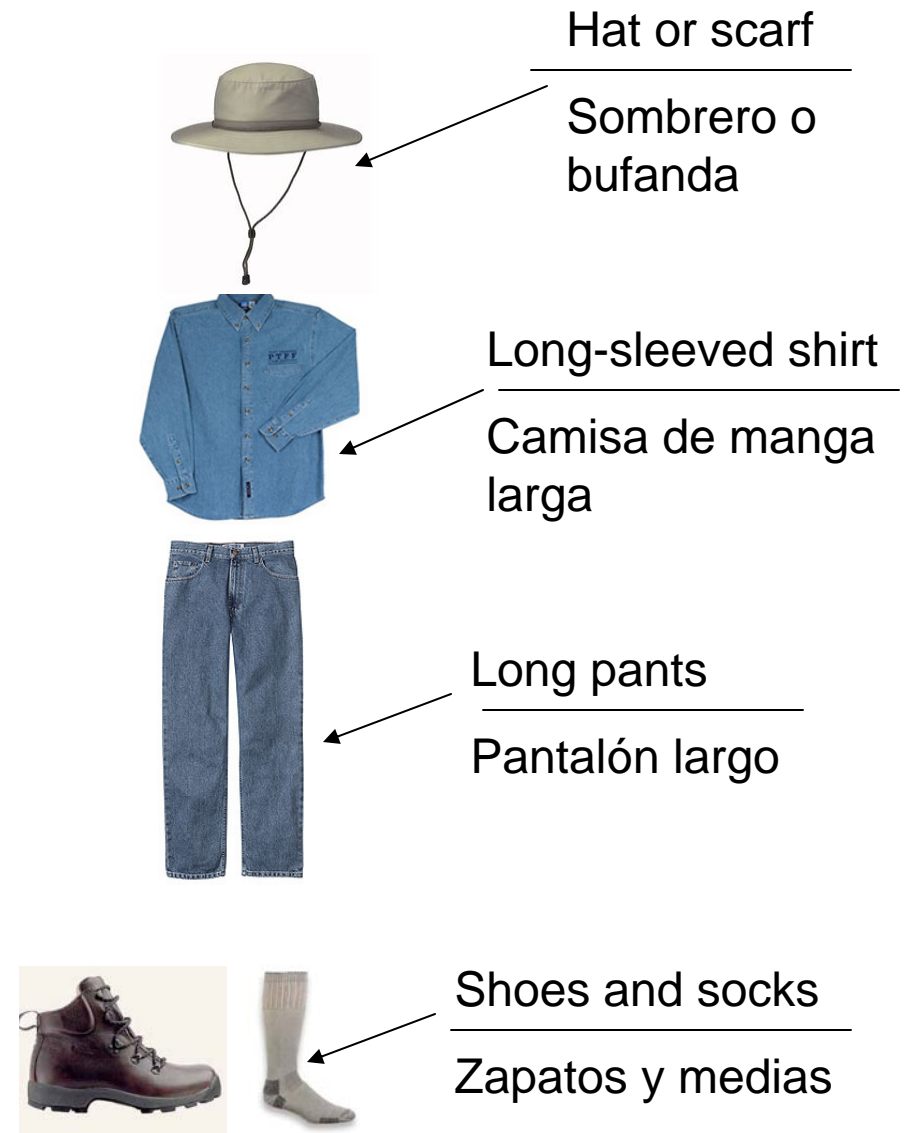 Hat or scarf
Sombrero o
bufanda
PTFF
Long-sleeved shirt
Camisa de manga
larga
Long pants
Pantalón largo
Shoes and socks
Zapatos y medias